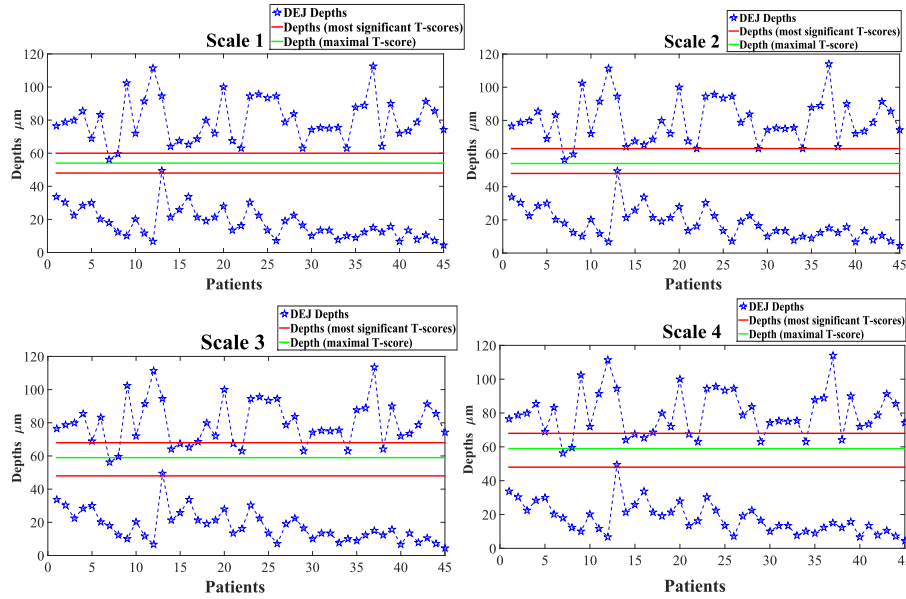 Scale 1
DEJ Depths
Depths (most significant T-scores)
Depth (maximal T-score)
Depths μm
120
100
80
60
40
20
0
0 5 10 15 20 25 30 35 40 45
Patients
Scale 2
DEJ Depths
Depths (most significant T-scores)
Depth (maximal T-score)
Depths μm
120
100
80
60
40
20
0
0 5 10 15 20 25 30 35 40 45
Patients
Scale 3
DEJ Depths
Depths (most significant T-scores)
Depth (maximal T-score)
Depths μm
120
100
80
60
40
20
0
0 5 10 15 20 25 30 35 40 45
Patients
Scale 4
DEJ Depths
Depths (most significant T-scores)
Depth (maximal T-score)
Depths μm
120
100
80
60
40
20
0
0 5 10 15 20 25 30 35 40 45
Patients